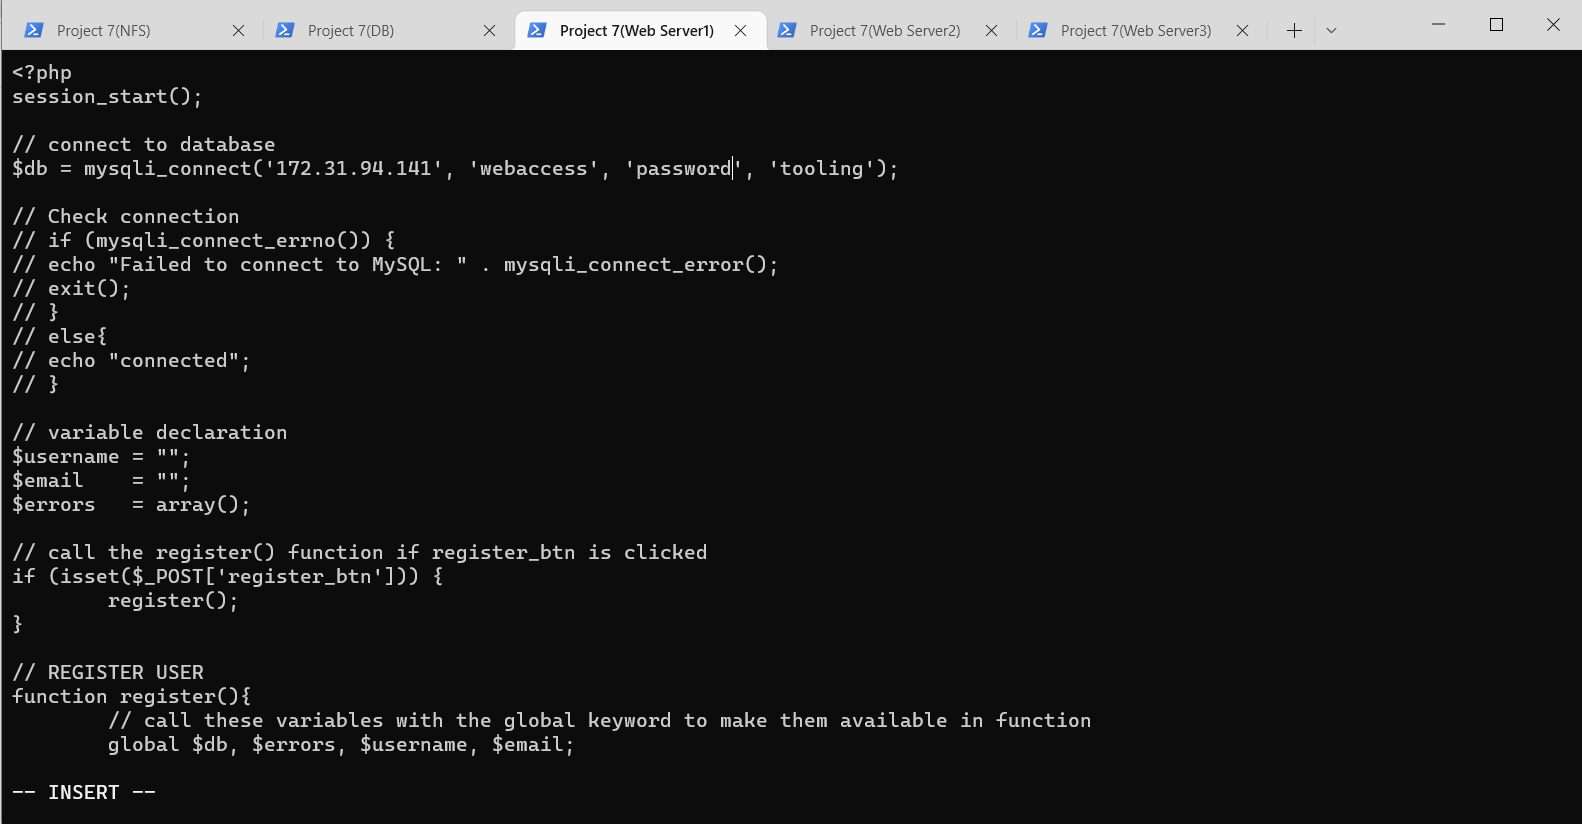 Project 7(NFS) Project 7(DB) Project 7(Web Server1) Project 7(Web Server2) Project 7(Web Server3)
<?php
session_start();

// connect to database
$db = mysqli_connect('172.31.94.141', 'webaccess', 'password', 'tooling');

// Check connection
// if (mysqli_connect_errno()) {
// echo "Failed to connect to MySQL: " . mysqli_connect_error();
// exit();
// }
// else{
// echo "connected";
// }

// variable declaration
$username = "";
$email    = "";
$errors   = array();

// call the register() function if register_btn is clicked
if (isset($_POST['register_btn'])) {
        register();
}

// REGISTER USER
function register(){
        // call these variables with the global keyword to make them available in function
        global $db, $errors, $username, $email;

-- INSERT --